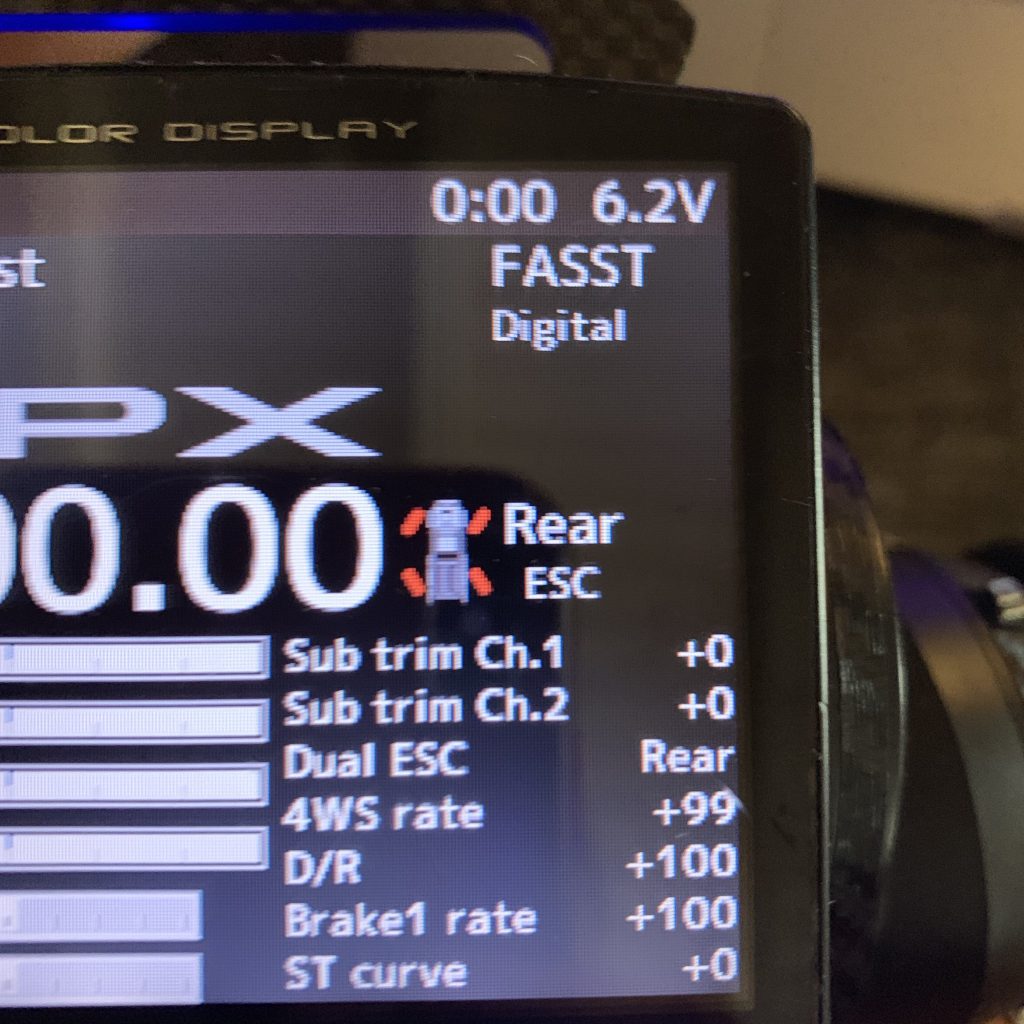 OLOR DISPLAY
0:00 6.2V
st FASST
Digital
PX
00.00 Rear
ESC
Sub trim Ch.1 +0
Sub trim Ch.2 +0
Dual ESC Rear
4WS rate +99
D/R +100
Brake1 rate +100
ST curve +0